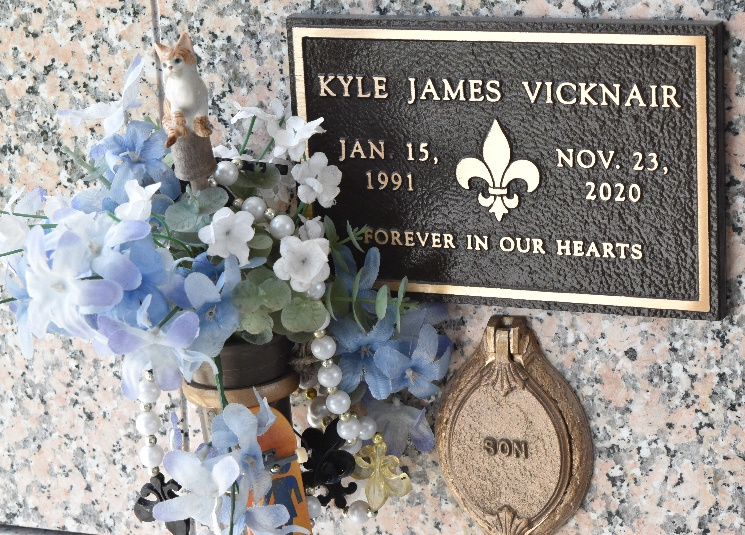 KYLE JAMES VICKNAIR
JAN. 15,
1991
NOV. 23,
2020
FOREVER IN OUR HEARTS
SON